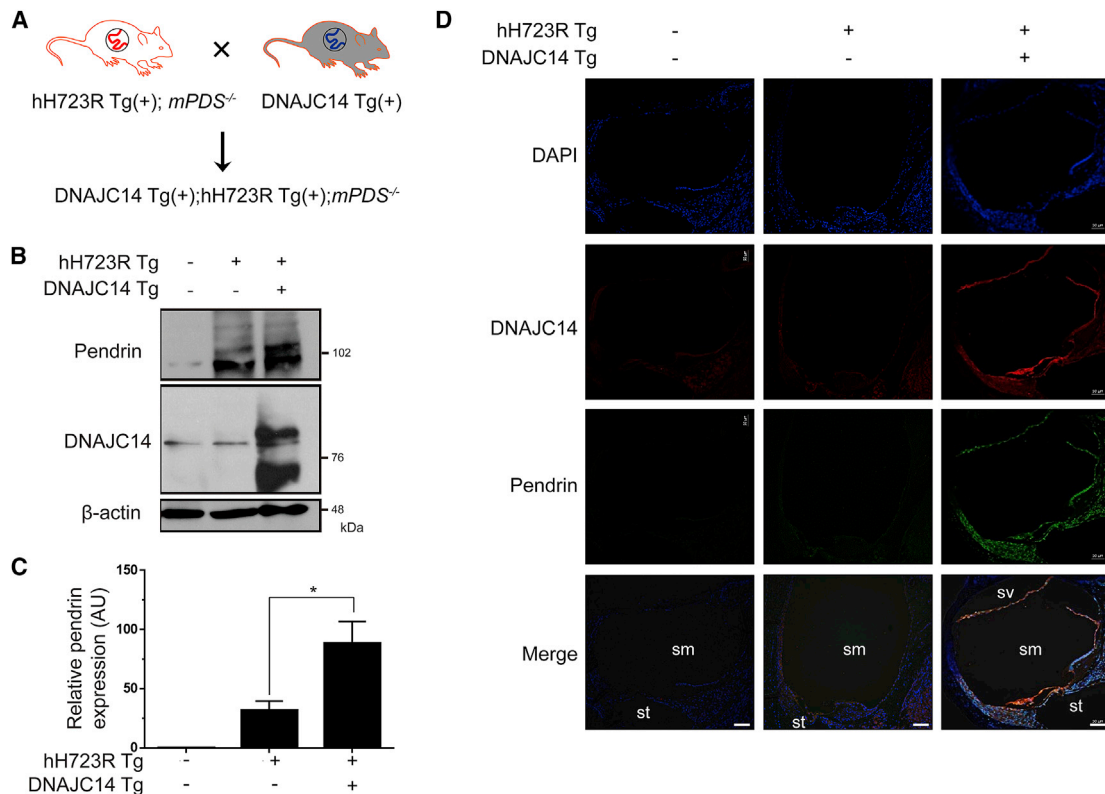 A
hH723R Tg(+); mPDS-/-
×
DNAJC14 Tg(+)
DNAJC14 Tg(+);hH723R Tg(+);mPDS-/-
B
hH723R Tg - + +
DNAJC14 Tg - - +
Pendrin
102
DNAJC14
76
β-actin
48
kDa
C
Relative pendrin
expression (AU)
150
100
50
0
*
hH723R Tg - + +
DNAJC14 Tg - - +
D
hH723R Tg - + +
DNAJC14 Tg - - +
DAPI
DNAJC14
Pendrin
Merge
sm
st
sm
st
sv
sm
st